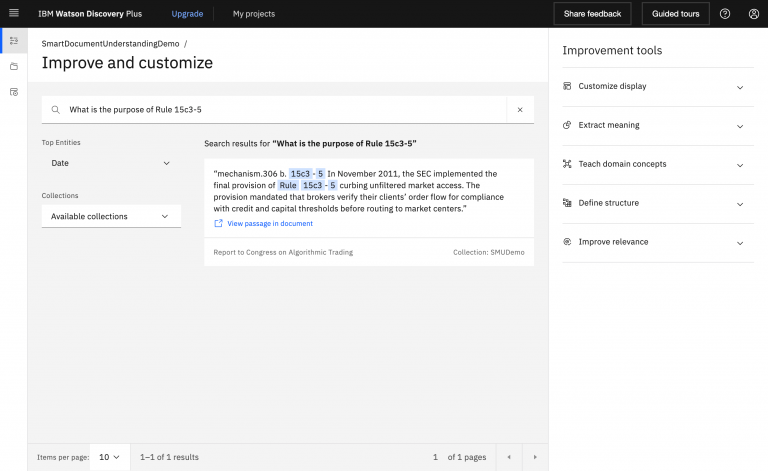 IBM Watson Discovery Plus
Upgrade
My projects
Share feedback
Guided tours
SmartDocumentUnderstandingDemo /
Improve and customize
What is the purpose of Rule 15c3-5
Top Entities
Date
Collections
Available collections
Search results for “What is the purpose of Rule 15c3-5”
“mechanism.306 b. 15c3 - 5 In November 2011, the SEC implemented the
final provision of Rule 15c3 - 5 curbing unfiltered market access. The
provision mandated that brokers verify their clients’ order flow for compliance
with credit and capital thresholds before routing to market centers.”
View passage in document
Report to Congress on Algorithmic Trading
Collection: SMUDemo
Improvement tools
Customize display
Extract meaning
Teach domain concepts
Define structure
Improve relevance
Items per page: 10
1–1 of 1 results
1 of 1 pages